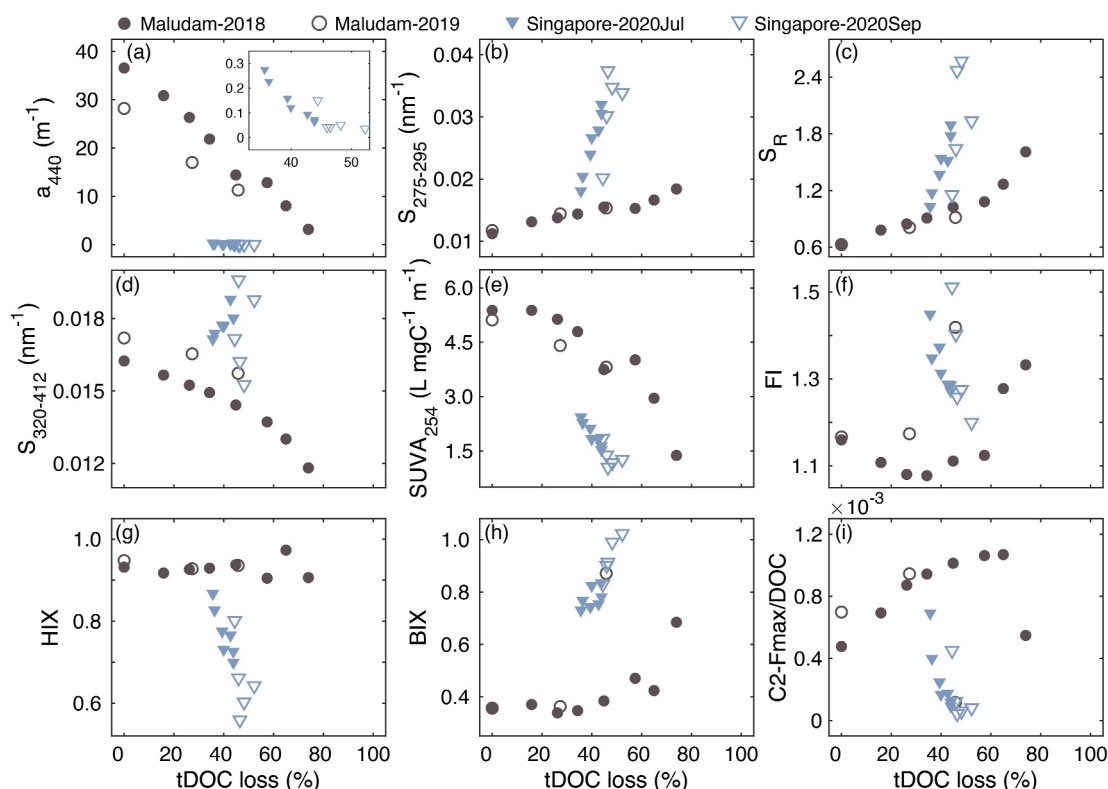 Maludam-2018 Maludam-2019 Singapore-2020Jul Singapore-2020Sep
(a)
40
30
20
10
0
a440 (m-1)
0.3
0.2
0.1
0
40 50
(b)
0.04
0.03
0.02
0.01
S275-295 (nm-1)
(c)
2.4
1.8
1.2
0.6
SR
(d)
0.018
0.015
0.012
S320-412 (nm-1)
(e)
6.0
4.5
3.0
1.5
SUVA254 (L mgC-1 m-1)
(f)
1.5
1.3
1.1
FI
(g)
1.0
0.8
0.6
HIX
0 20 40 60 80 100
tDOC loss (%)
(h)
1.0
0.8
0.6
0.4
BIX
0 20 40 60 80 100
tDOC loss (%)
×10-3
(i)
1.2
0.8
0.4
0
C2-Fmax/DOC
0 20 40 60 80 100
tDOC loss (%)